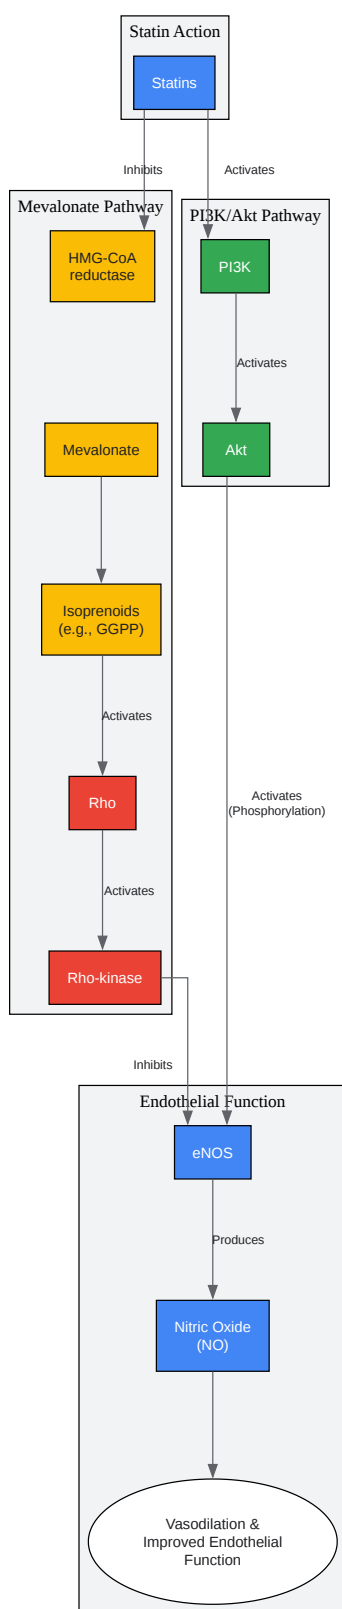 Statin Action
Statins
Inhibits
Activates
Mevalonate Pathway
PI3K/Akt Pathway
HMG-CoA
reductase
PI3K
Activates
Mevalonate
Akt
Isoprenoids
(e.g., GGPP)
Activates
Rho
Activates
(Phosphorylation)
Activates
Rho-kinase
Inhibits
Endothelial Function
eNOS
Produces
Nitric Oxide
(NO)
Vasodilation &
Improved Endothelial
Function